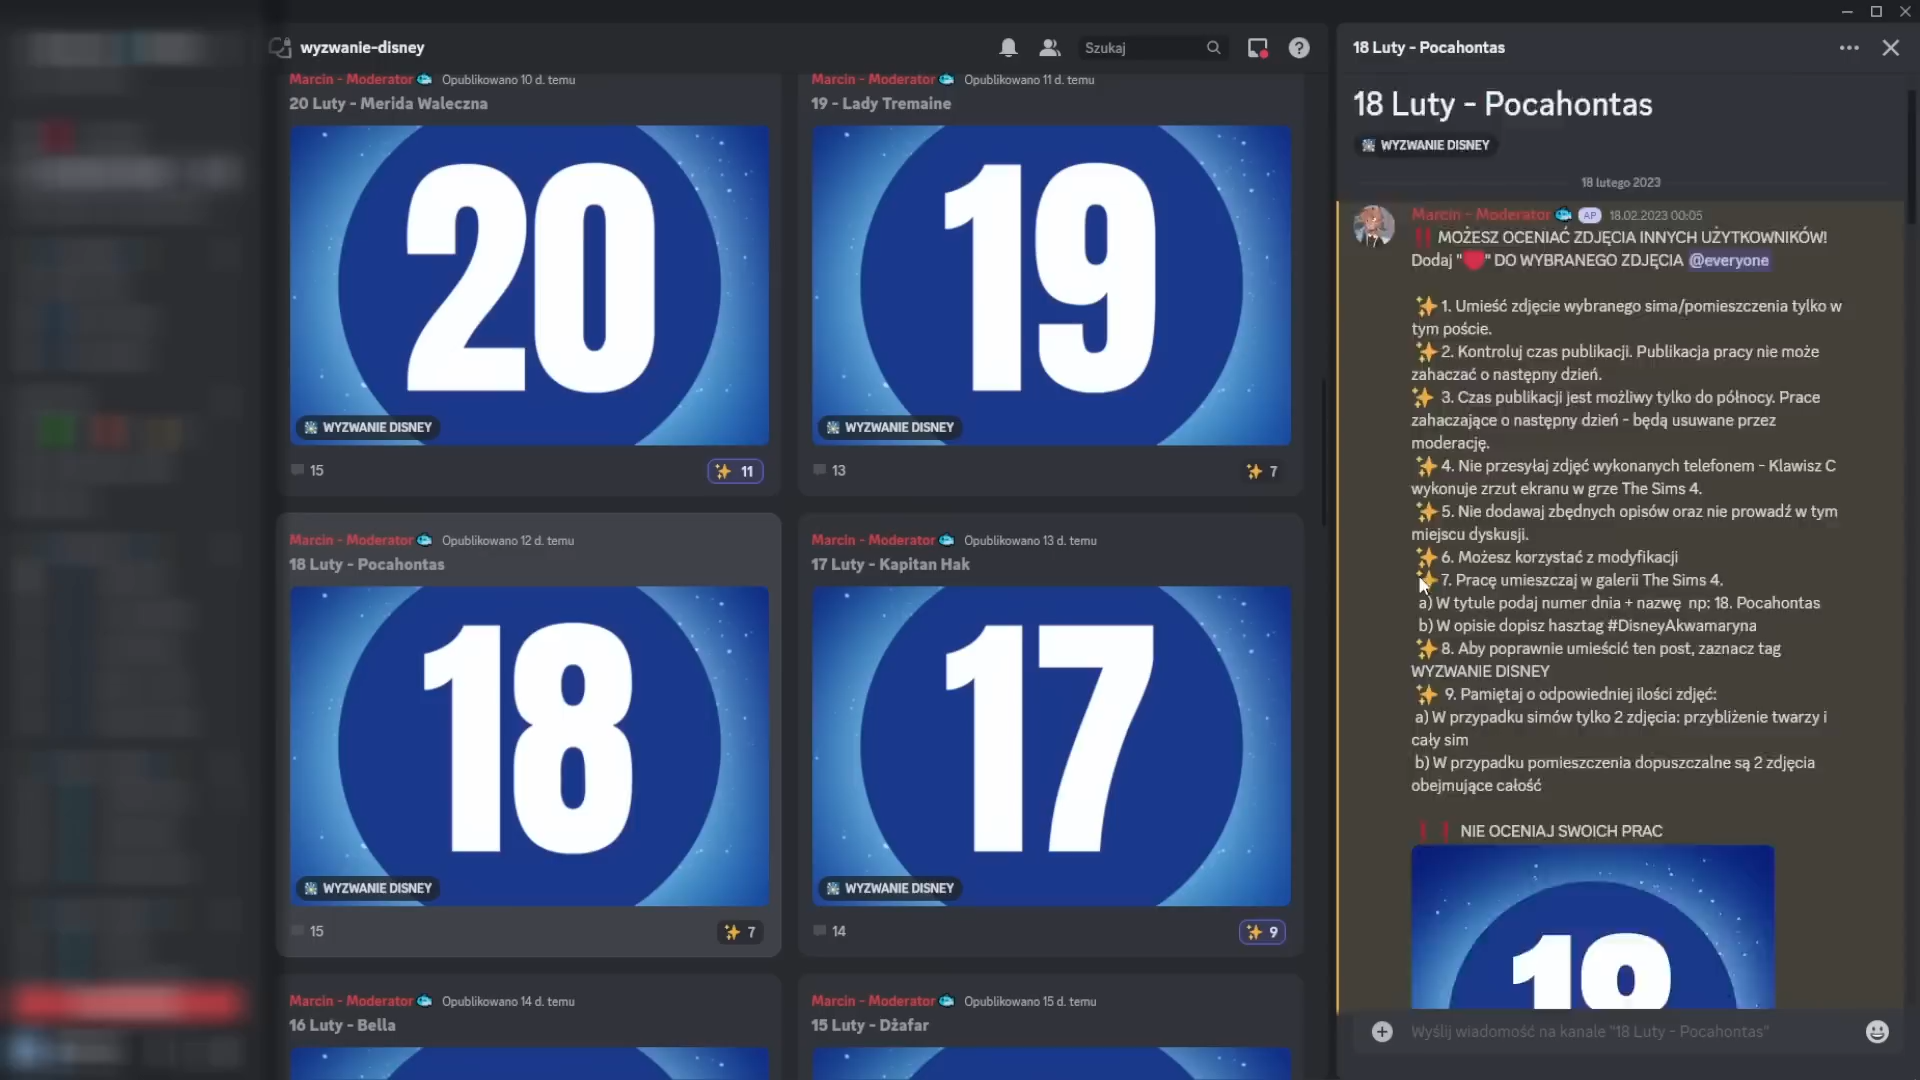 wyzwanie-disney
Szukaj
Marcin - Moderator Opublikowano 10 d. temu
20 Luty - Merida Waleczna
20
WYZWANIE DISNEY
15
11
Marcin - Moderator Opublikowano 11 d. temu
19 - Lady Tremaine
19
WYZWANIE DISNEY
13
7
Marcin - Moderator Opublikowano 12 d. temu
18 Luty - Pocahontas
18
WYZWANIE DISNEY
15
7
Marcin - Moderator Opublikowano 13 d. temu
17 Luty - Kapitan Hak
17
WYZWANIE DISNEY
14
9
Marcin - Moderator Opublikowano 14 d. temu
16 Luty - Bella
Marcin - Moderator Opublikowano 15 d. temu
15 Luty - Dżafar
18 Luty - Pocahontas
18 Luty - Pocahontas
WYZWANIE DISNEY
18 lutego 2023
Marcin - Moderator AP 18.02.2023 00:05
‼️ MOŻESZ OCENIAĆ ZDJĘCIA INNYCH UŻYTKOWNIKÓW!
Dodaj "❤️" DO WYBRANEGO ZDJĘCIA @everyone
✨ 1. Umieść zdjęcie wybranego sima/pomieszczenia tylko w
tym poście.
✨ 2. Kontroluj czas publikacji. Publikacja pracy nie może
zahaczać o następny dzień.
✨ 3. Czas publikacji jest możliwy tylko do północy. Prace
zahaczające o następny dzień - będą usuwane przez
moderację.
✨ 4. Nie przesyłaj zdjęć wykonanych telefonem - Klawisz C
wykonuje zrzut ekranu w grze The Sims 4.
✨ 5. Nie dodawaj zbędnych opisów oraz nie prowadź w tym
miejscu dyskusji.
✨ 6. Możesz korzystać z modyfikacji
✨ 7. Pracę umieszczaj w galerii The Sims 4.
a) W tytule podaj numer dnia + nazwę np: 18. Pocahontas
b) W opisie dopisz hasztag #DisneyAkwamaryna
✨ 8. Aby poprawnie umieścić ten post, zaznacz tag
WYZWANIE DISNEY
✨ 9. Pamiętaj o odpowiedniej ilości zdjęć:
a) W przypadku simów tylko 2 zdjęcia: przybliżenie twarzy i
cały sim
b) W przypadku pomieszczenia dopuszczalne są 2 zdjęcia
obejmujące całość
❗❗ NIE OCENIAJ SWOICH PRAC
18
Wyślij wiadomość na kanale "18 Luty - Pocahontas"